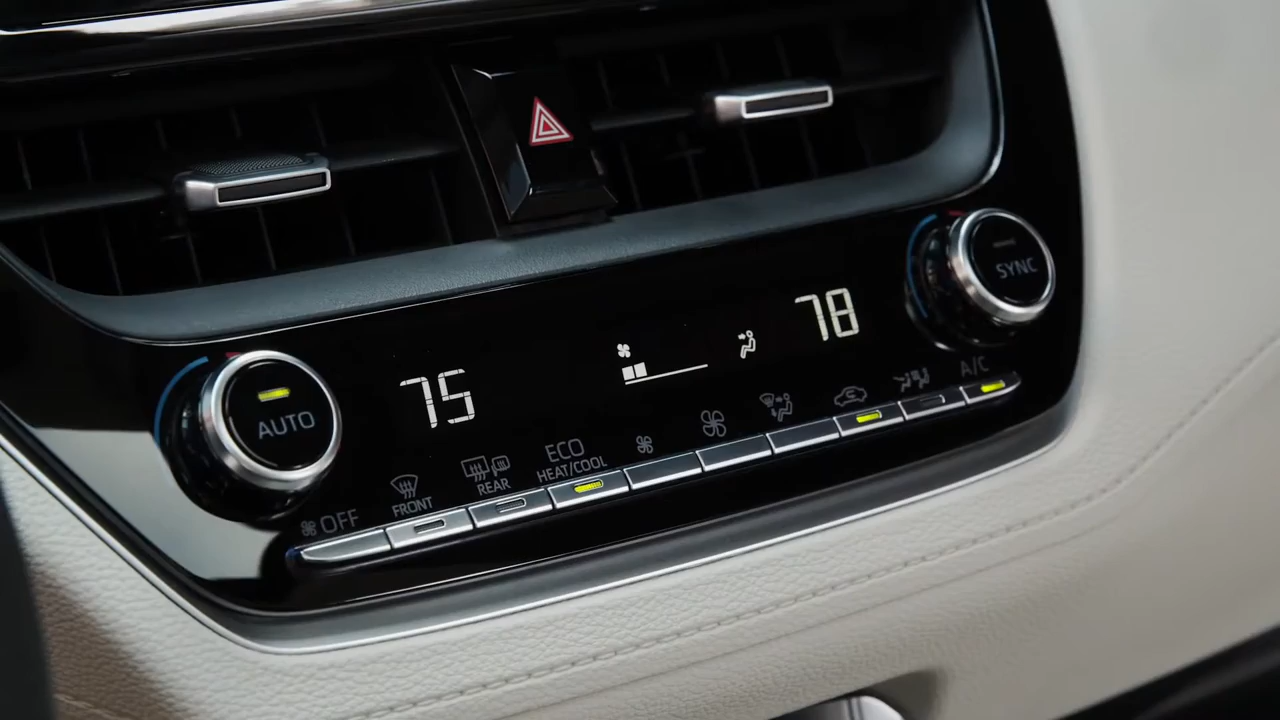 78
SYNC
75
AUTO
A/C
ECO
HEAT/COOL
REAR
FRONT
OFF